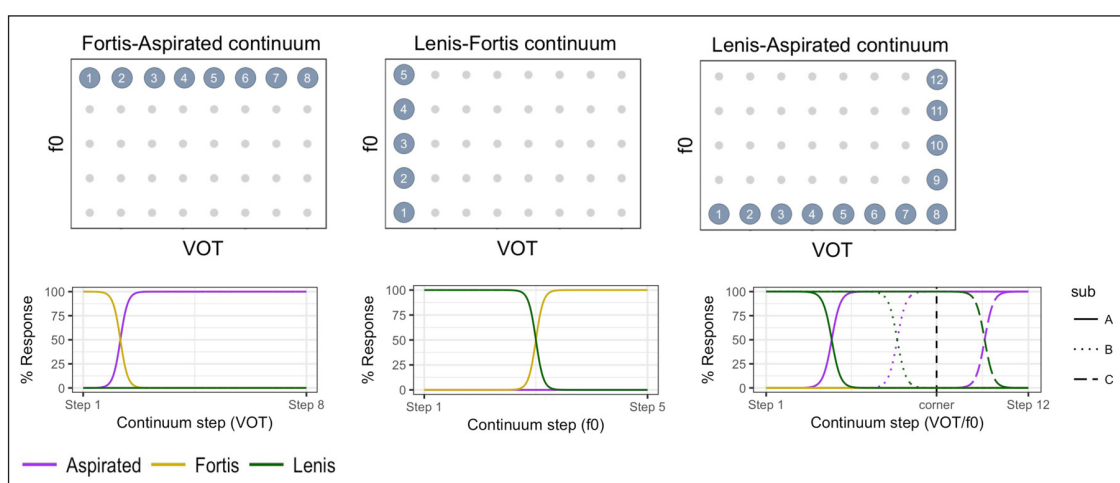 Fortis-Aspirated continuum
1 2 3 4 5 6 7 8
f0
VOT
Lenis-Fortis continuum
5
4
3
2
1
f0
VOT
Lenis-Aspirated continuum
12
11
10
9
1 2 3 4 5 6 7 8
f0
VOT
100
75
50
25
0
% Response
Step 1 Step 8
Continuum step (VOT)
100
75
50
25
0
% Response
Step 1 Step 5
Continuum step (f0)
100
75
50
25
0
% Response
Step 1 corner Step 12
Continuum step (VOT/f0)
sub
A
B
C
Aspirated Fortis Lenis